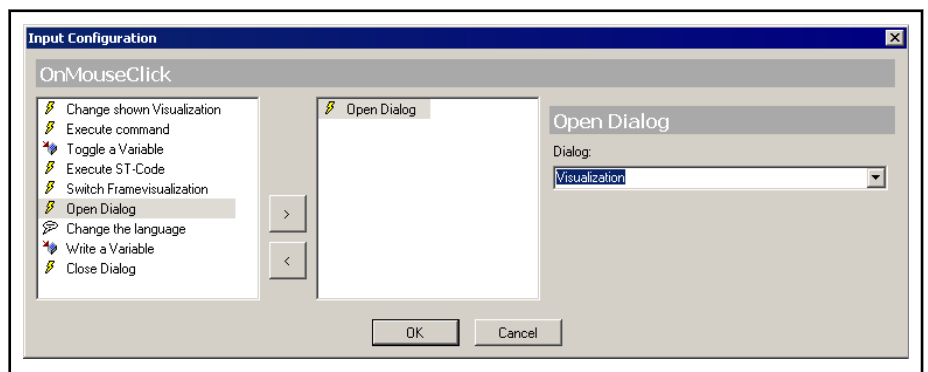 Input Configuration
OnMouseClick
Change shown Visualization
Execute command
Toggle a Variable
Execute ST-Code
Switch Framevisualization
Open Dialog
Change the language
Write a Variable
Close Dialog
>
<
Open Dialog
Open Dialog
Dialog:
Visualization
OK
Cancel